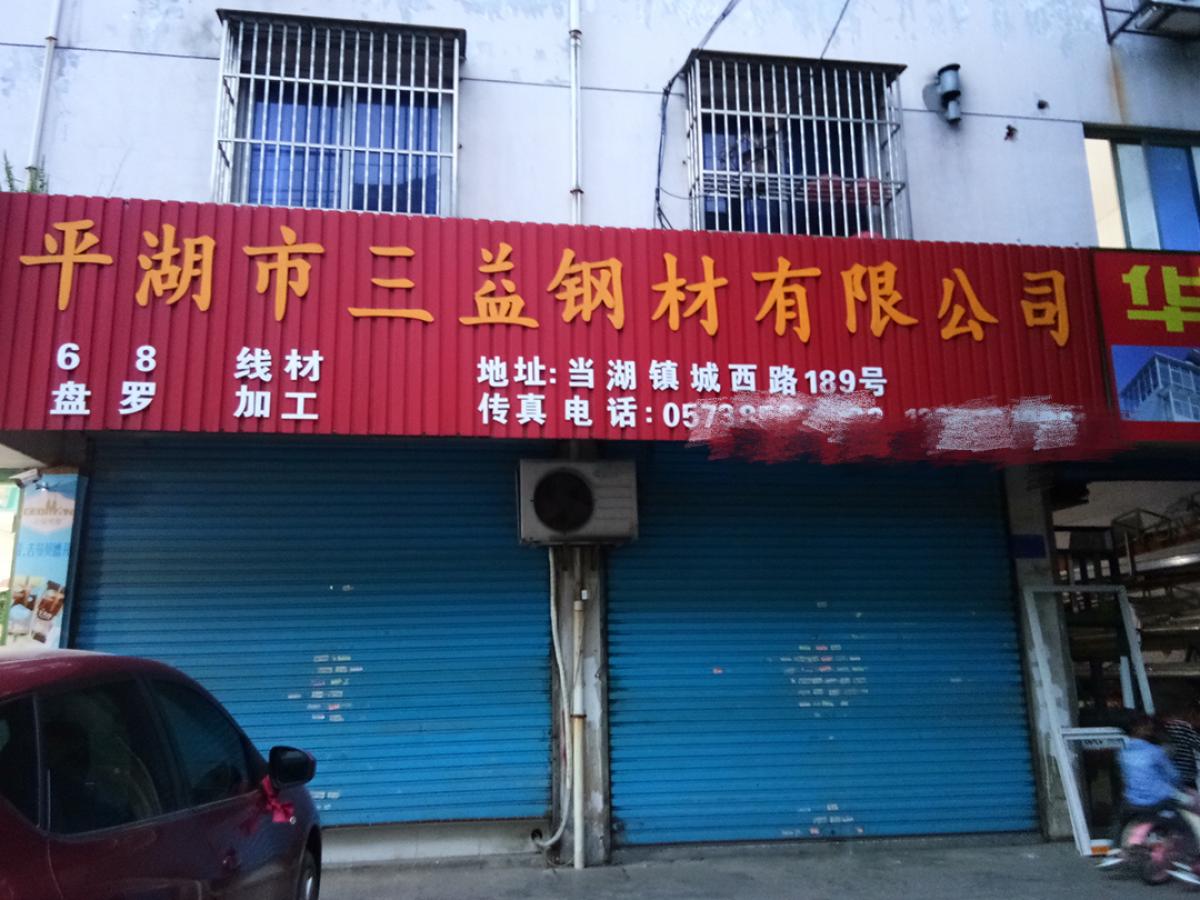 平湖市三益钢材有限公司
6 8 线材
盘 罗 加工
地址:当湖镇城西路189号
传真电话:05738
华